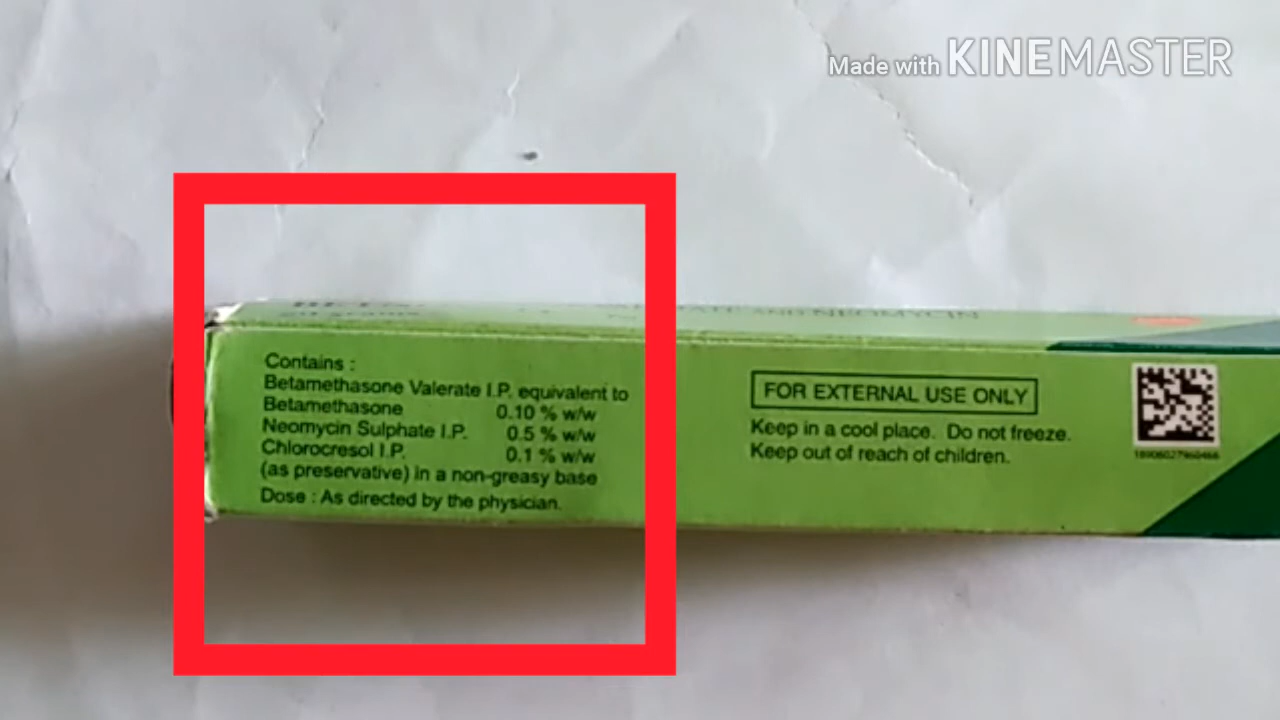 Made with KINEMASTER
NEOMYCIN
Contains :
Betamethasone Valerate I.P. equivalent to
Betamethasone 0.10 % w/w
Neomycin Sulphate I.P. 0.5 % w/w
Chlorocresol I.P. 0.1 % w/w
(as preservative) in a non-greasy base
Dose : As directed by the physician.
FOR EXTERNAL USE ONLY
Keep in a cool place. Do not freeze.
Keep out of reach of children.